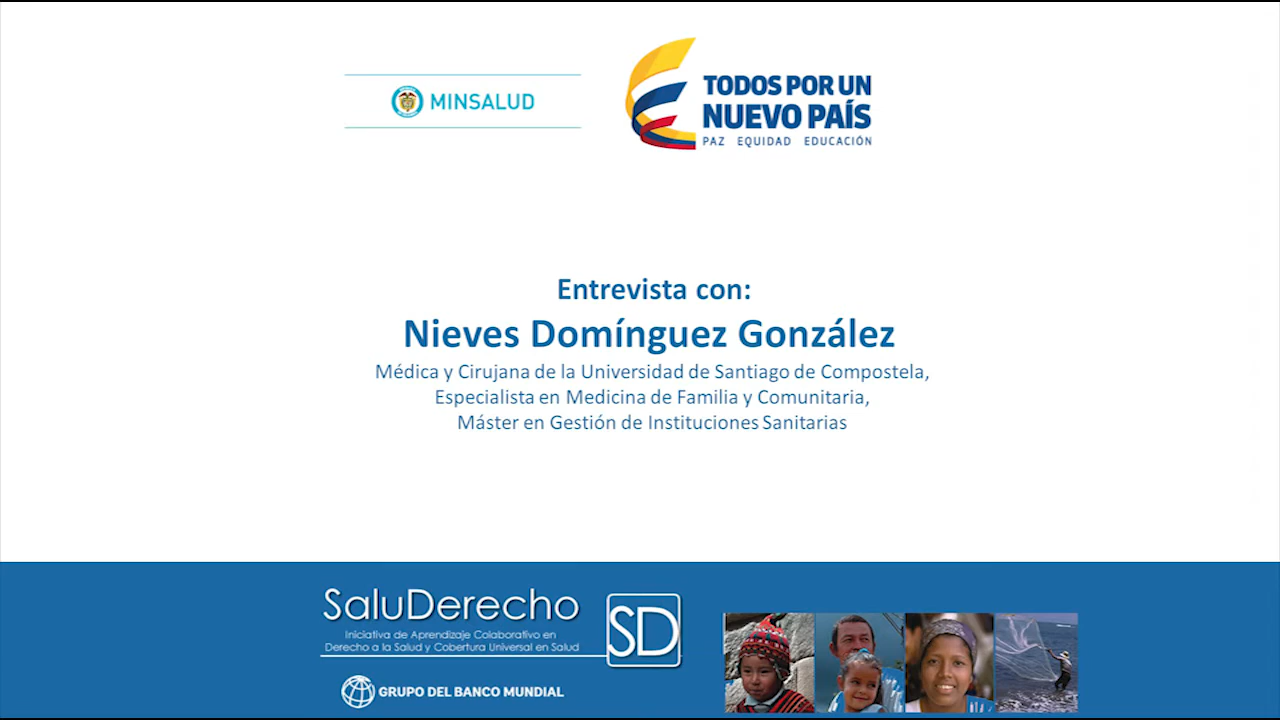 MINSALUD
TODOS POR UN
NUEVO PAÍS
PAZ EQUIDAD EDUCACIÓN
Entrevista con:
Nieves Domínguez González
Médica y Cirujana de la Universidad de Santiago de Compostela,
Especialista en Medicina de Familia y Comunitaria,
Máster en Gestión de Instituciones Sanitarias
SaluDerecho
SD
Iniciativa de Aprendizaje Colaborativo en
Derecho a la Salud y Cobertura Universal en Salud
GRUPO DEL BANCO MUNDIAL